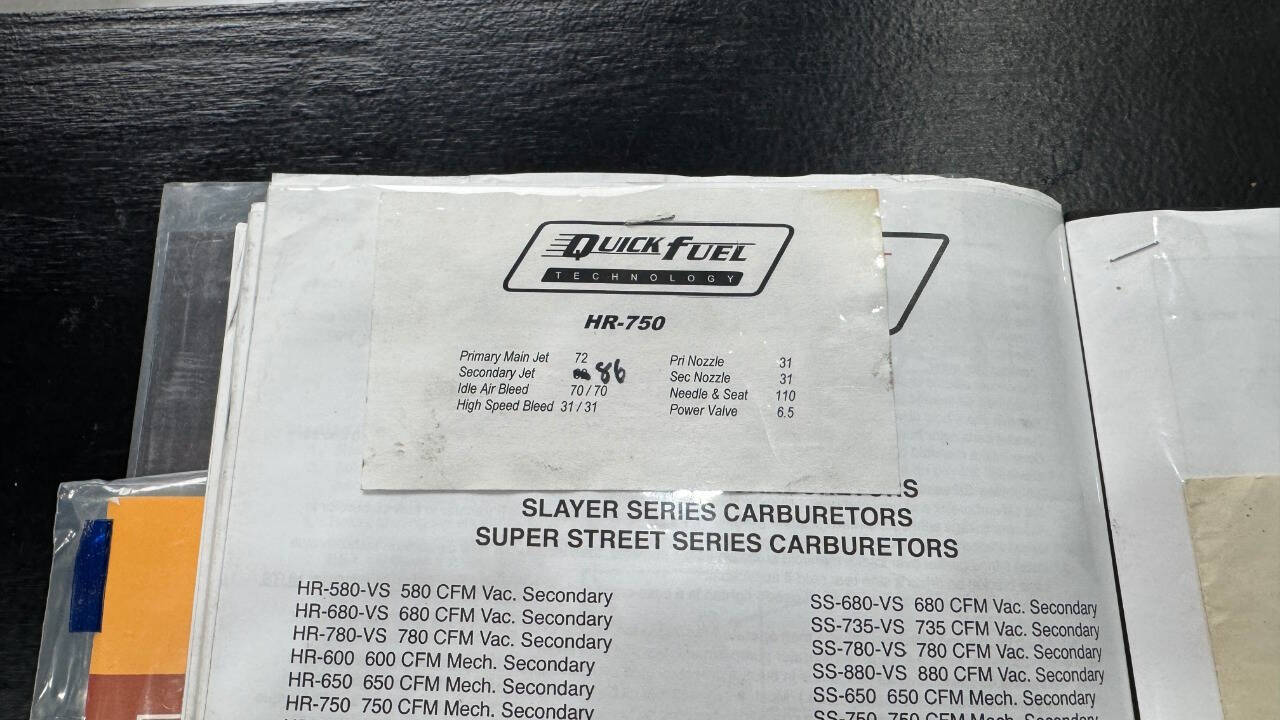 QUICK FUEL
TECHNOLOGY
HR-750
Primary Main Jet 72
Secondary Jet 86
Idle Air Bleed 70 / 70
High Speed Bleed 31 / 31
Pri Nozzle 31
Sec Nozzle 31
Needle & Seat 110
Power Valve 6.5
SLAYER SERIES CARBURETORS
SUPER STREET SERIES CARBURETORS
HR-580-VS 580 CFM Vac. Secondary
HR-680-VS 680 CFM Vac. Secondary
HR-780-VS 780 CFM Vac. Secondary
HR-600 600 CFM Mech. Secondary
HR-650 650 CFM Mech. Secondary
HR-750 750 CFM Mech. Secondary
SS-680-VS 680 CFM Vac. Secondary
SS-735-VS 735 CFM Vac. Secondary
SS-780-VS 780 CFM Vac. Secondary
SS-880-VS 880 CFM Vac. Secondary
SS-650 650 CFM Mech. Secondary
SS-750 750 CFM Mech. Secondary